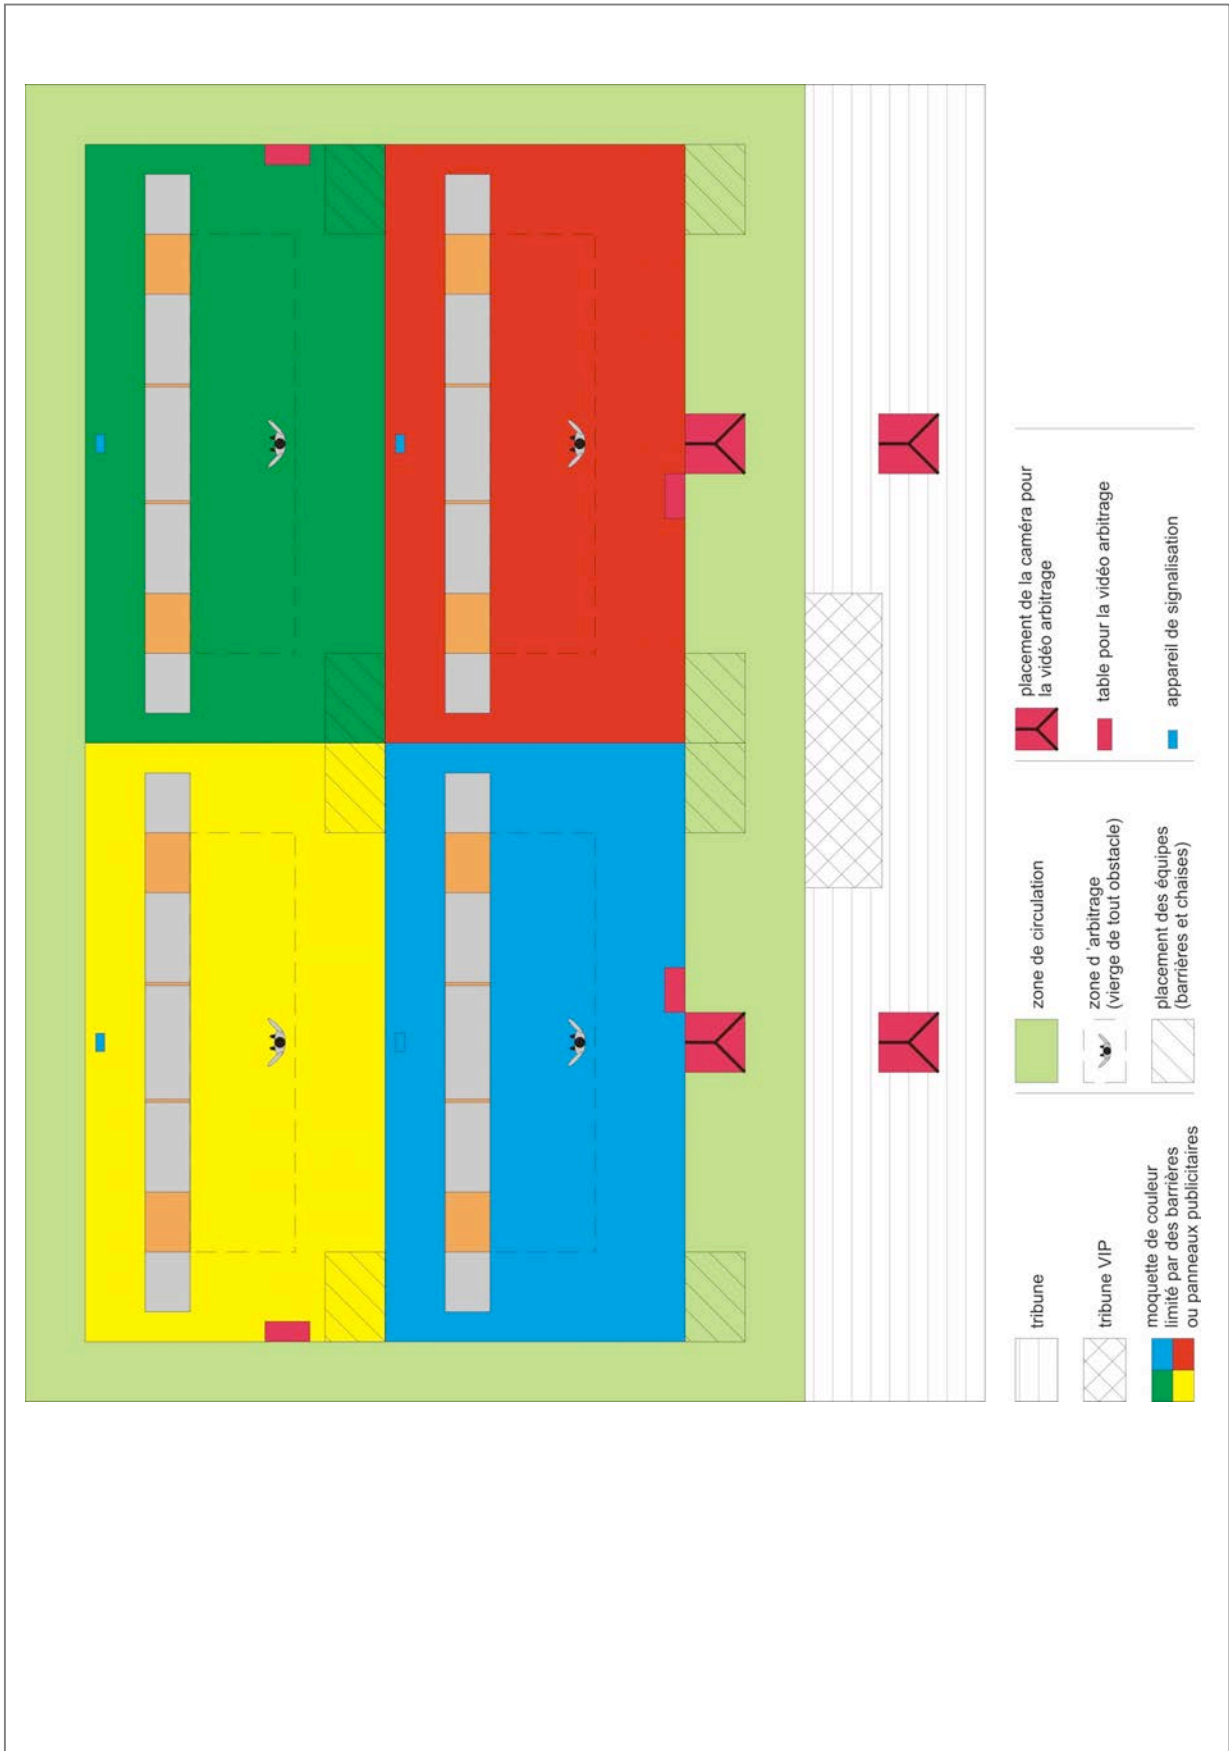 tribune
tribune VIP
moquette de couleur
limité par des barrières
ou panneaux publicitaires
zone de circulation
zone d 'arbitrage
(vierge de tout obstacle)
placement des équipes
(barrières et chaises)
placement de la caméra pour
la vidéo arbitrage
table pour la vidéo arbitrage
appareil de signalisation